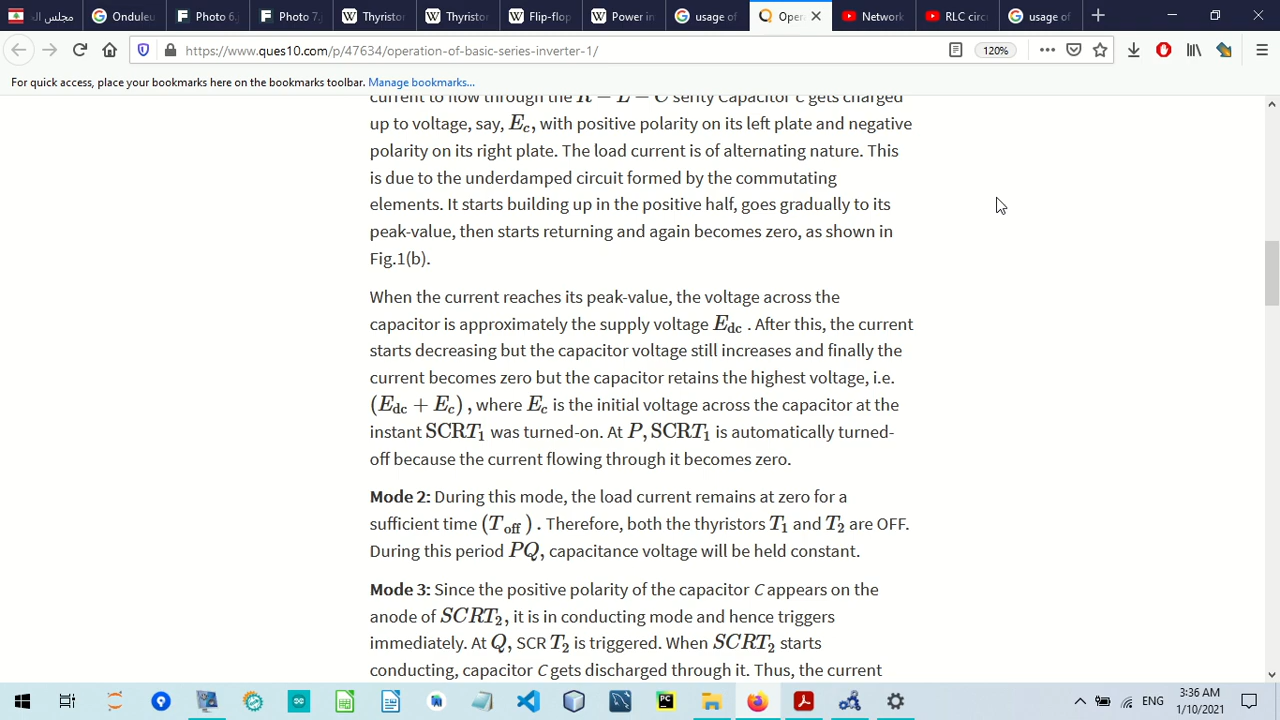 مجلس
Ondule
Photo 6.
Photo 7.
Thyristor
Thyristor
Flip-flop
Power in
usage of
Oper
Network
RLC circ
usage of
https://www.ques10.com/p/47634/operation-of-basic-series-inverter-1/
120%
For quick access, place your bookmarks here on the bookmarks toolbar. Manage bookmarks...
current to flow through the R − L − C serity Capacitor c gets charged
up to voltage, say, E_c, with positive polarity on its left plate and negative
polarity on its right plate. The load current is of alternating nature. This
is due to the underdamped circuit formed by the commutating
elements. It starts building up in the positive half, goes gradually to its
peak-value, then starts returning and again becomes zero, as shown in
Fig.1(b).
When the current reaches its peak-value, the voltage across the
capacitor is approximately the supply voltage E_dc . After this, the current
starts decreasing but the capacitor voltage still increases and finally the
current becomes zero but the capacitor retains the highest voltage, i.e.
(E_dc + E_c) , where E_c is the initial voltage across the capacitor at the
instant SCRT_1 was turned-on. At P, SCRT_1 is automatically turned-
off because the current flowing through it becomes zero.
Mode 2: During this mode, the load current remains at zero for a
sufficient time (T_off) . Therefore, both the thyristors T_1 and T_2 are OFF.
During this period PQ, capacitance voltage will be held constant.
Mode 3: Since the positive polarity of the capacitor C appears on the
anode of SCRT_2, it is in conducting mode and hence triggers
immediately. At Q, SCR T_2 is triggered. When SCRT_2 starts
conducting, capacitor C gets discharged through it. Thus, the current
PC
ENG
3:36 AM
1/10/2021